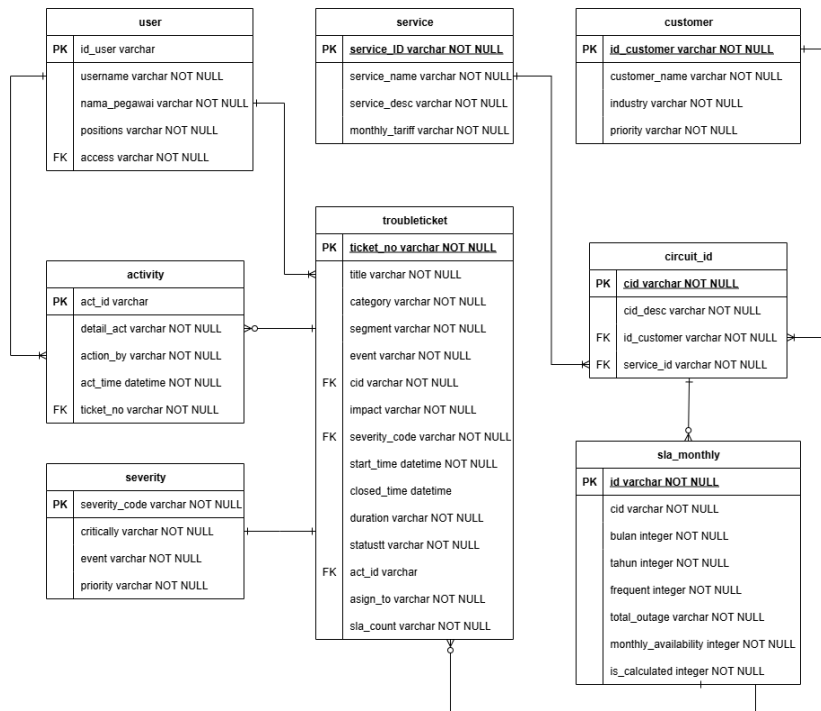 user
PK id_user varchar
username varchar NOT NULL
nama_pegawai varchar NOT NULL
positions varchar NOT NULL
FK access varchar NOT NULL
service
PK service_ID varchar NOT NULL
service_name varchar NOT NULL
service_desc varchar NOT NULL
monthly_tariff varchar NOT NULL
customer
PK id_customer varchar NOT NULL
customer_name varchar NOT NULL
industry varchar NOT NULL
priority varchar NOT NULL
activity
PK act_id varchar
detail_act varchar NOT NULL
action_by varchar NOT NULL
act_time datetime NOT NULL
FK ticket_no varchar NOT NULL
troubleticket
PK ticket_no varchar NOT NULL
title varchar NOT NULL
category varchar NOT NULL
segment varchar NOT NULL
event varchar NOT NULL
FK cid varchar NOT NULL
impact varchar NOT NULL
FK severity_code varchar NOT NULL
start_time datetime NOT NULL
closed_time datetime
duration varchar NOT NULL
statustt varchar NOT NULL
FK act_id varchar
asign_to varchar NOT NULL
sla_count varchar NOT NULL
circuit_id
PK cid varchar NOT NULL
cid_desc varchar NOT NULL
FK id_customer varchar NOT NULL
FK service_id varchar NOT NULL
severity
PK severity_code varchar NOT NULL
critically varchar NOT NULL
event varchar NOT NULL
priority varchar NOT NULL
sla_monthly
PK id varchar NOT NULL
cid varchar NOT NULL
bulan integer NOT NULL
tahun integer NOT NULL
frequent integer NOT NULL
total_outage varchar NOT NULL
monthly_availability integer NOT NULL
is_calculated integer NOT NULL